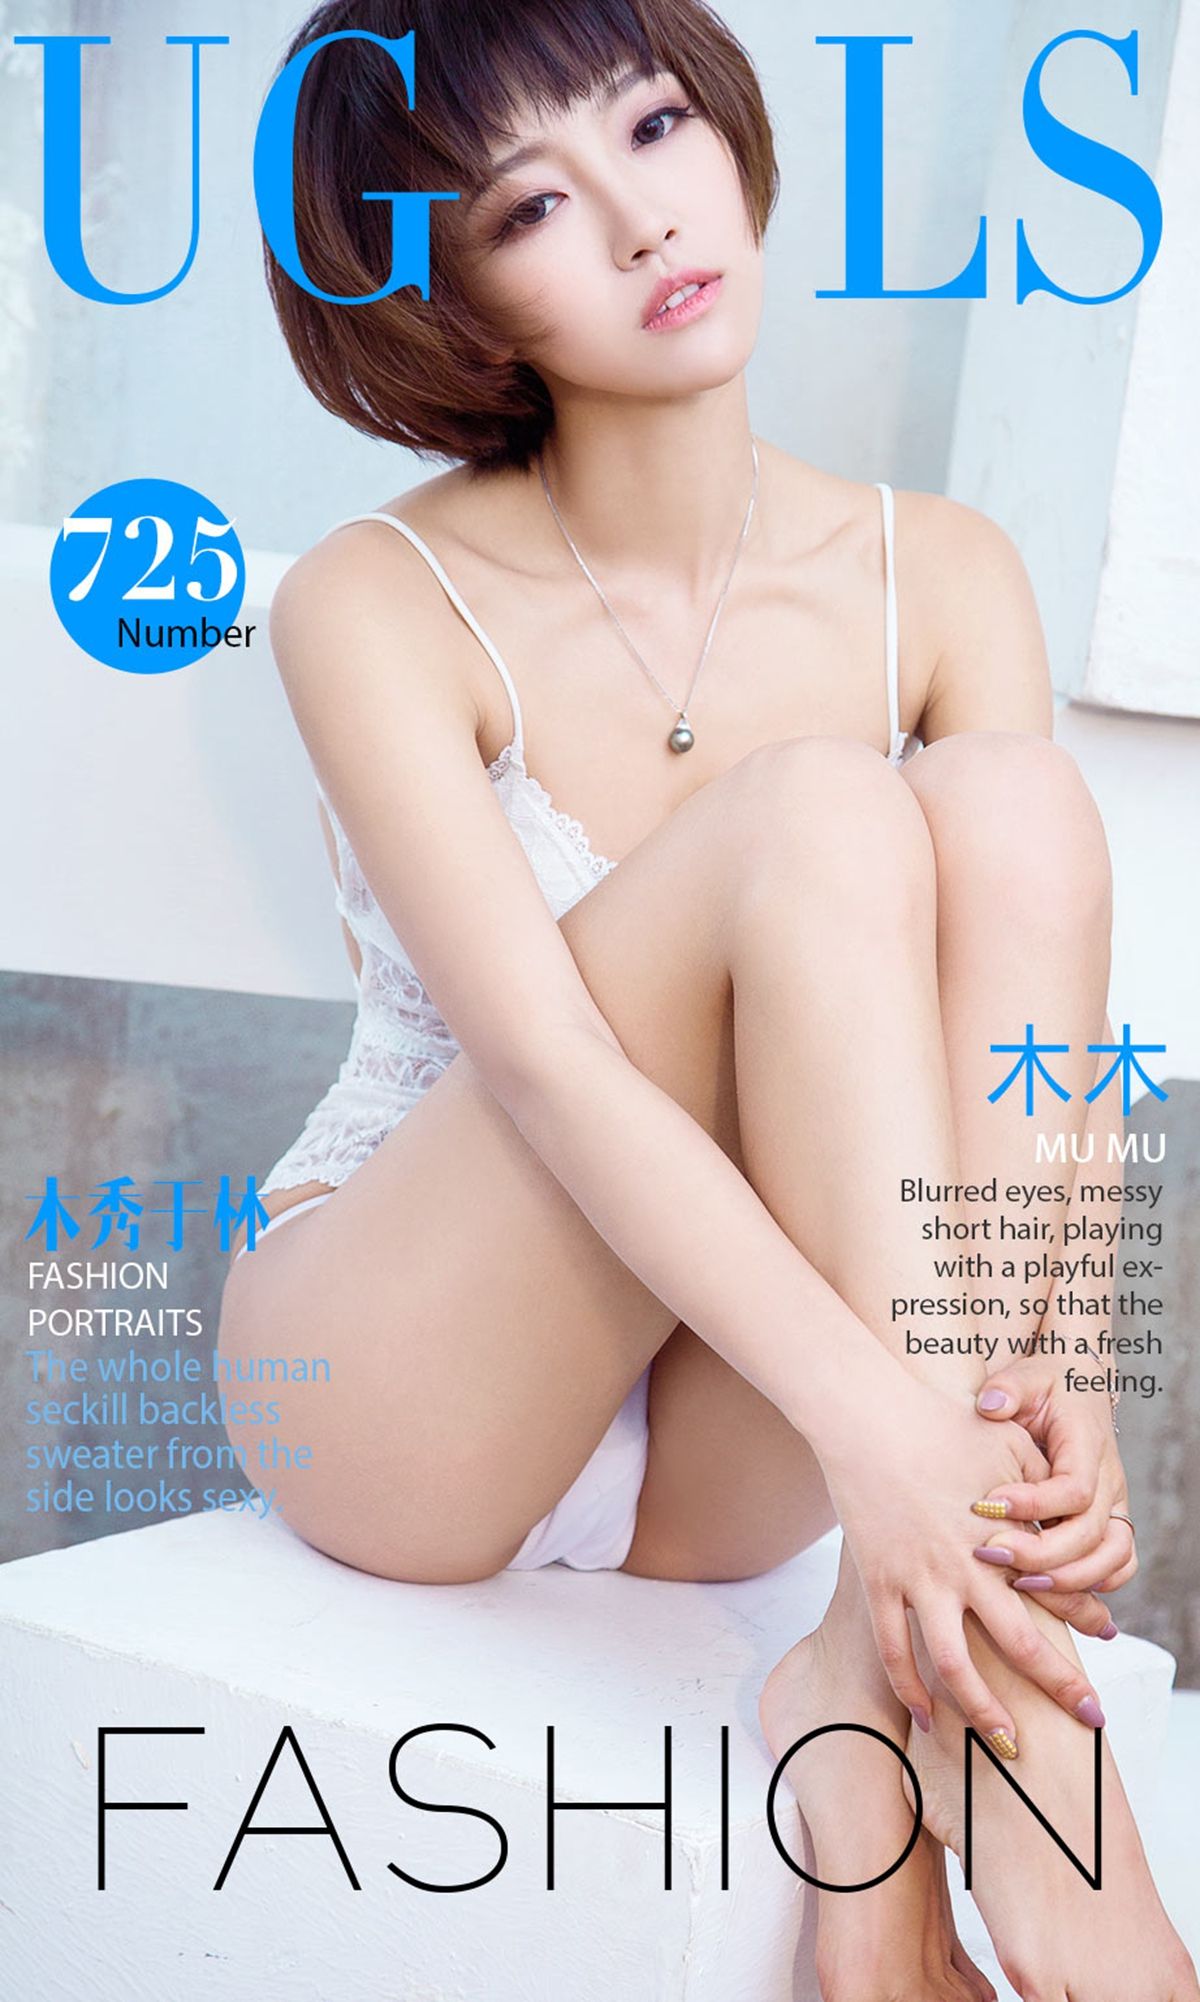 UG LS
725
Number
木木
MU MU
Blurred eyes, messy
short hair, playing
with a playful ex-
pression, so that the
beauty with a fresh
feeling.
木秀于林
FASHION
PORTRAITS
The whole human
seckill backless
sweater from the
side looks sexy.
FASHION